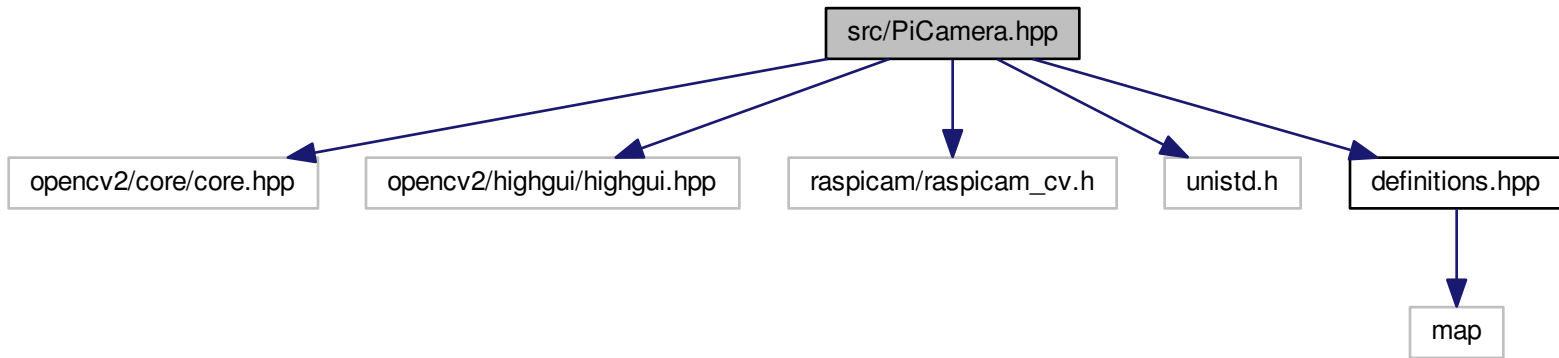 src/PiCamera.hpp
opencv2/core/core.hpp
opencv2/highgui/highgui.hpp
raspicam/raspicam_cv.h
unistd.h
definitions.hpp
map